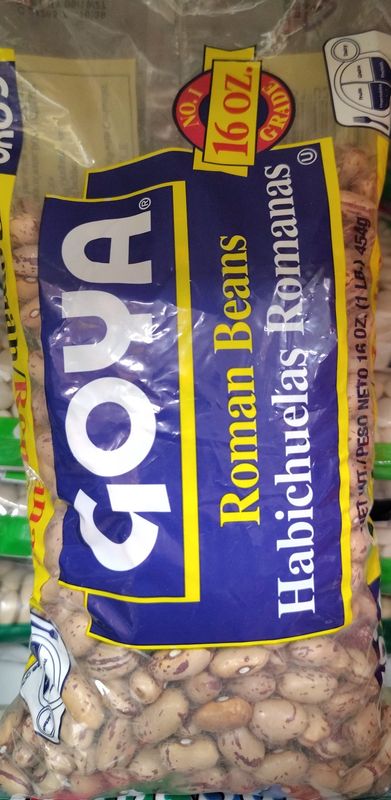 NO. 1
16 OZ.
GRADE
GOYA®
Roman Beans
Habichuelas Romanas
U
NET WT./PESO NETO 16 OZ. (1 LB.) 454g
GOYA